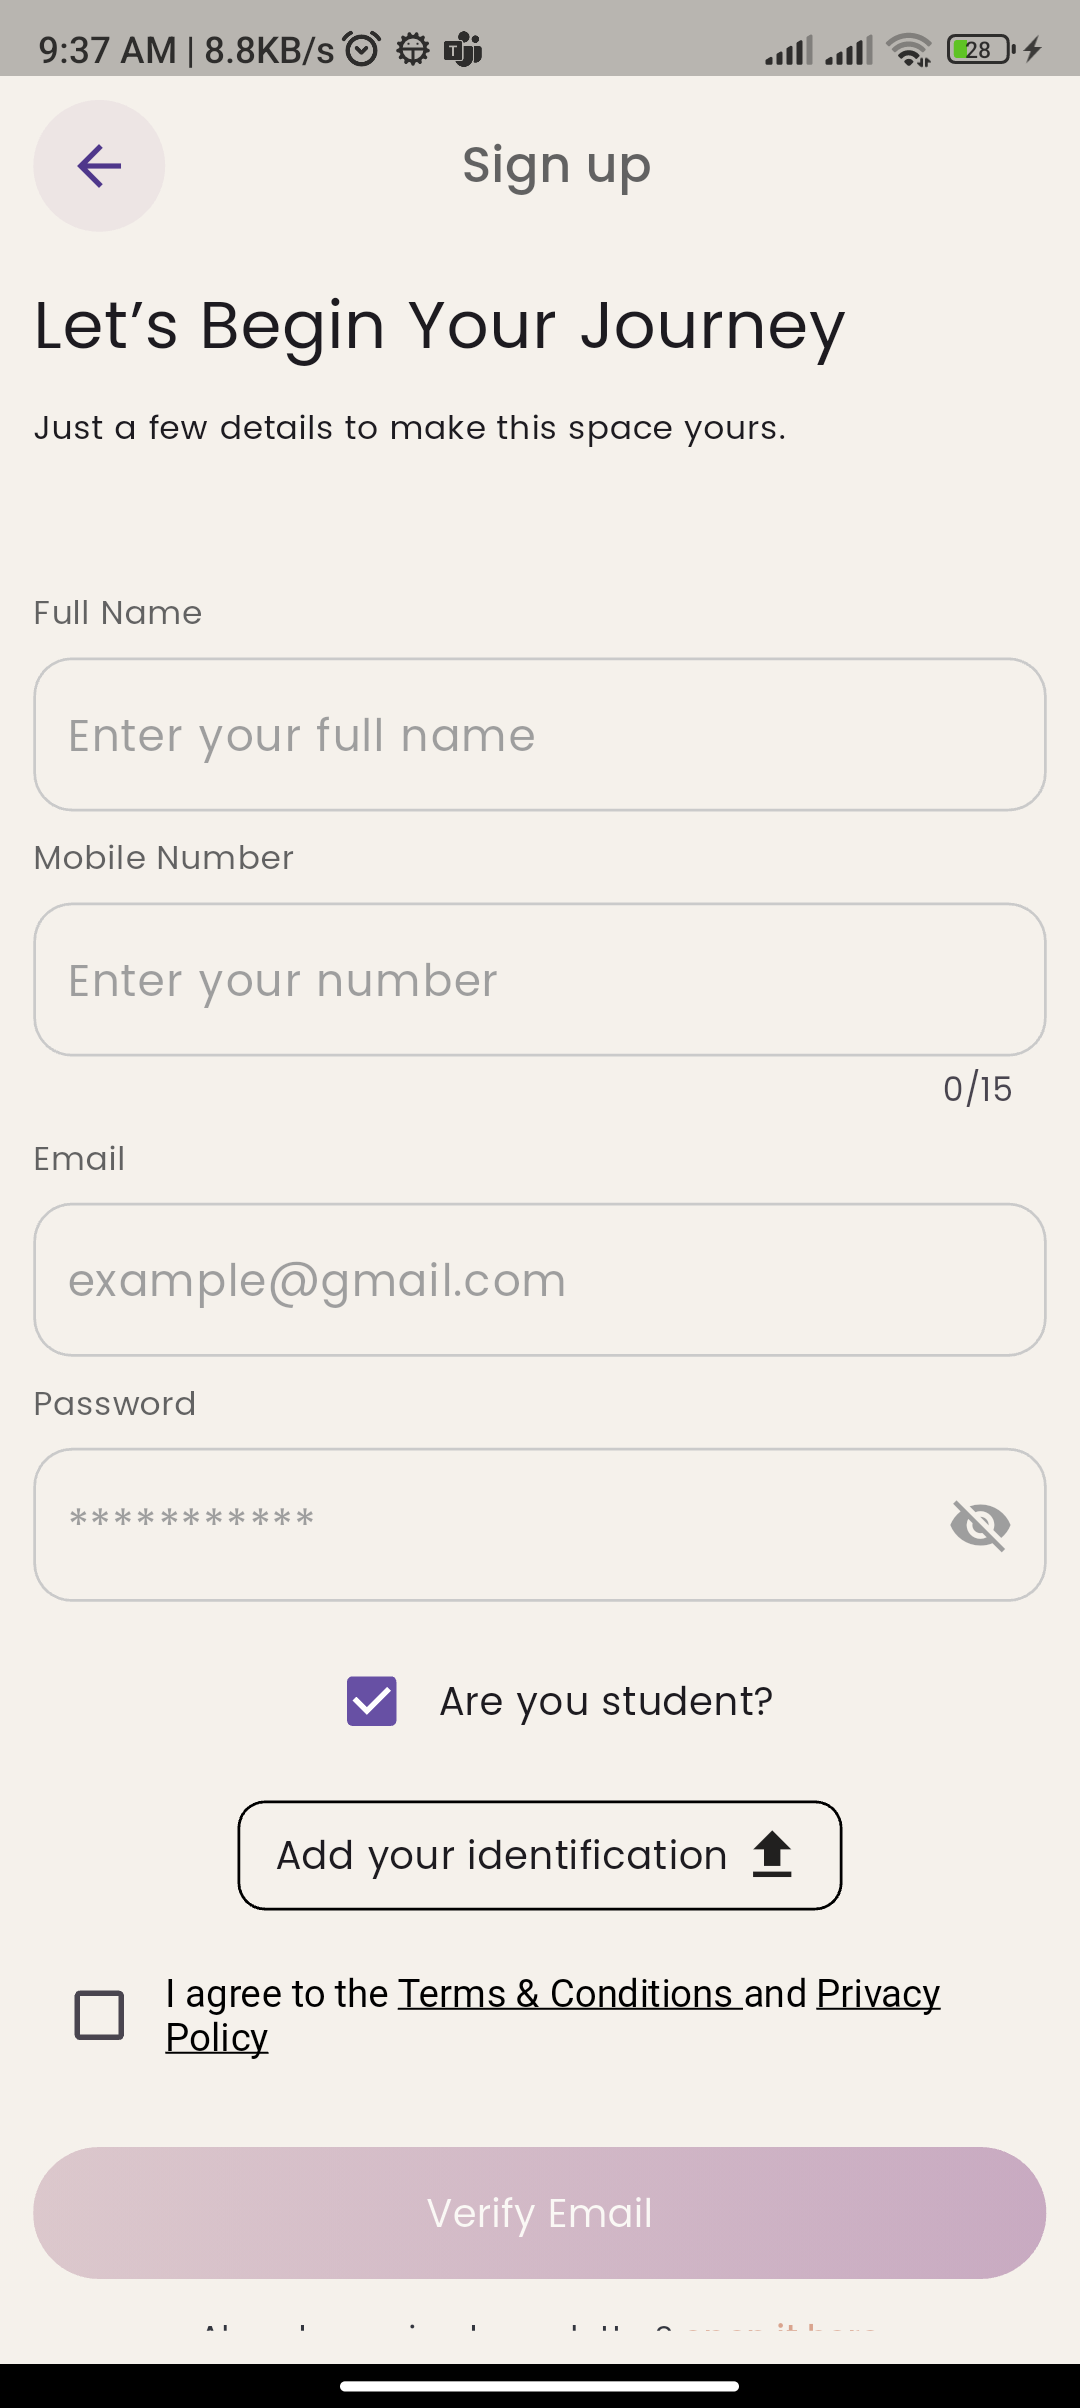 9:37 AM | 8.8KB/s
28
Sign up
Let’s Begin Your Journey
Just a few details to make this space yours.
Full Name
Enter your full name
Mobile Number
Enter your number
0/15
Email
example@gmail.com
Password
***********
Are you student?
Add your identification
I agree to the Terms & Conditions and Privacy
Policy
Verify Email